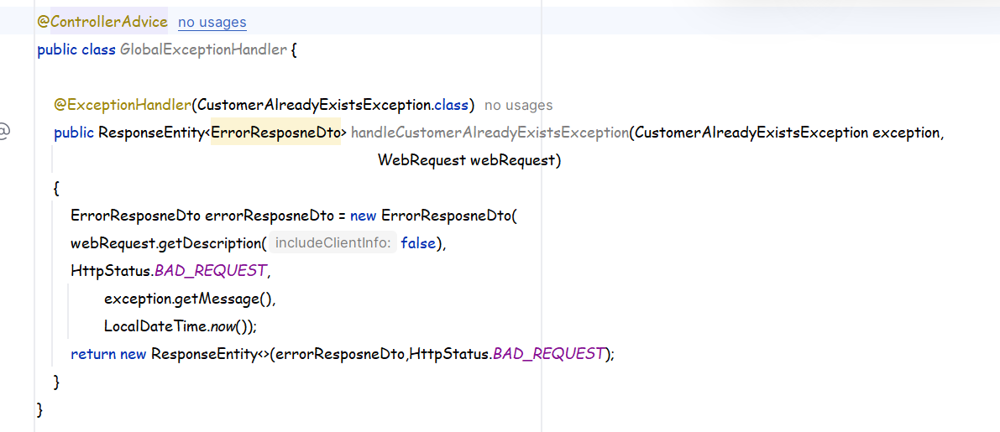 @ControllerAdvice no usages
public class GlobalExceptionHandler {
@ExceptionHandler(CustomerAlreadyExistsException.class) no usages
public ResponseEntity<ErrorResposneDto> handleCustomerAlreadyExistsException(CustomerAlreadyExistsException exception,
WebRequest webRequest)
{
ErrorResposneDto errorResposneDto = new ErrorResposneDto(
webRequest.getDescription( includeClientInfo: false),
HttpStatus.BAD_REQUEST,
exception.getMessage(),
LocalDateTime.now());
return new ResponseEntity<>(errorResposneDto,HttpStatus.BAD_REQUEST);
}
}